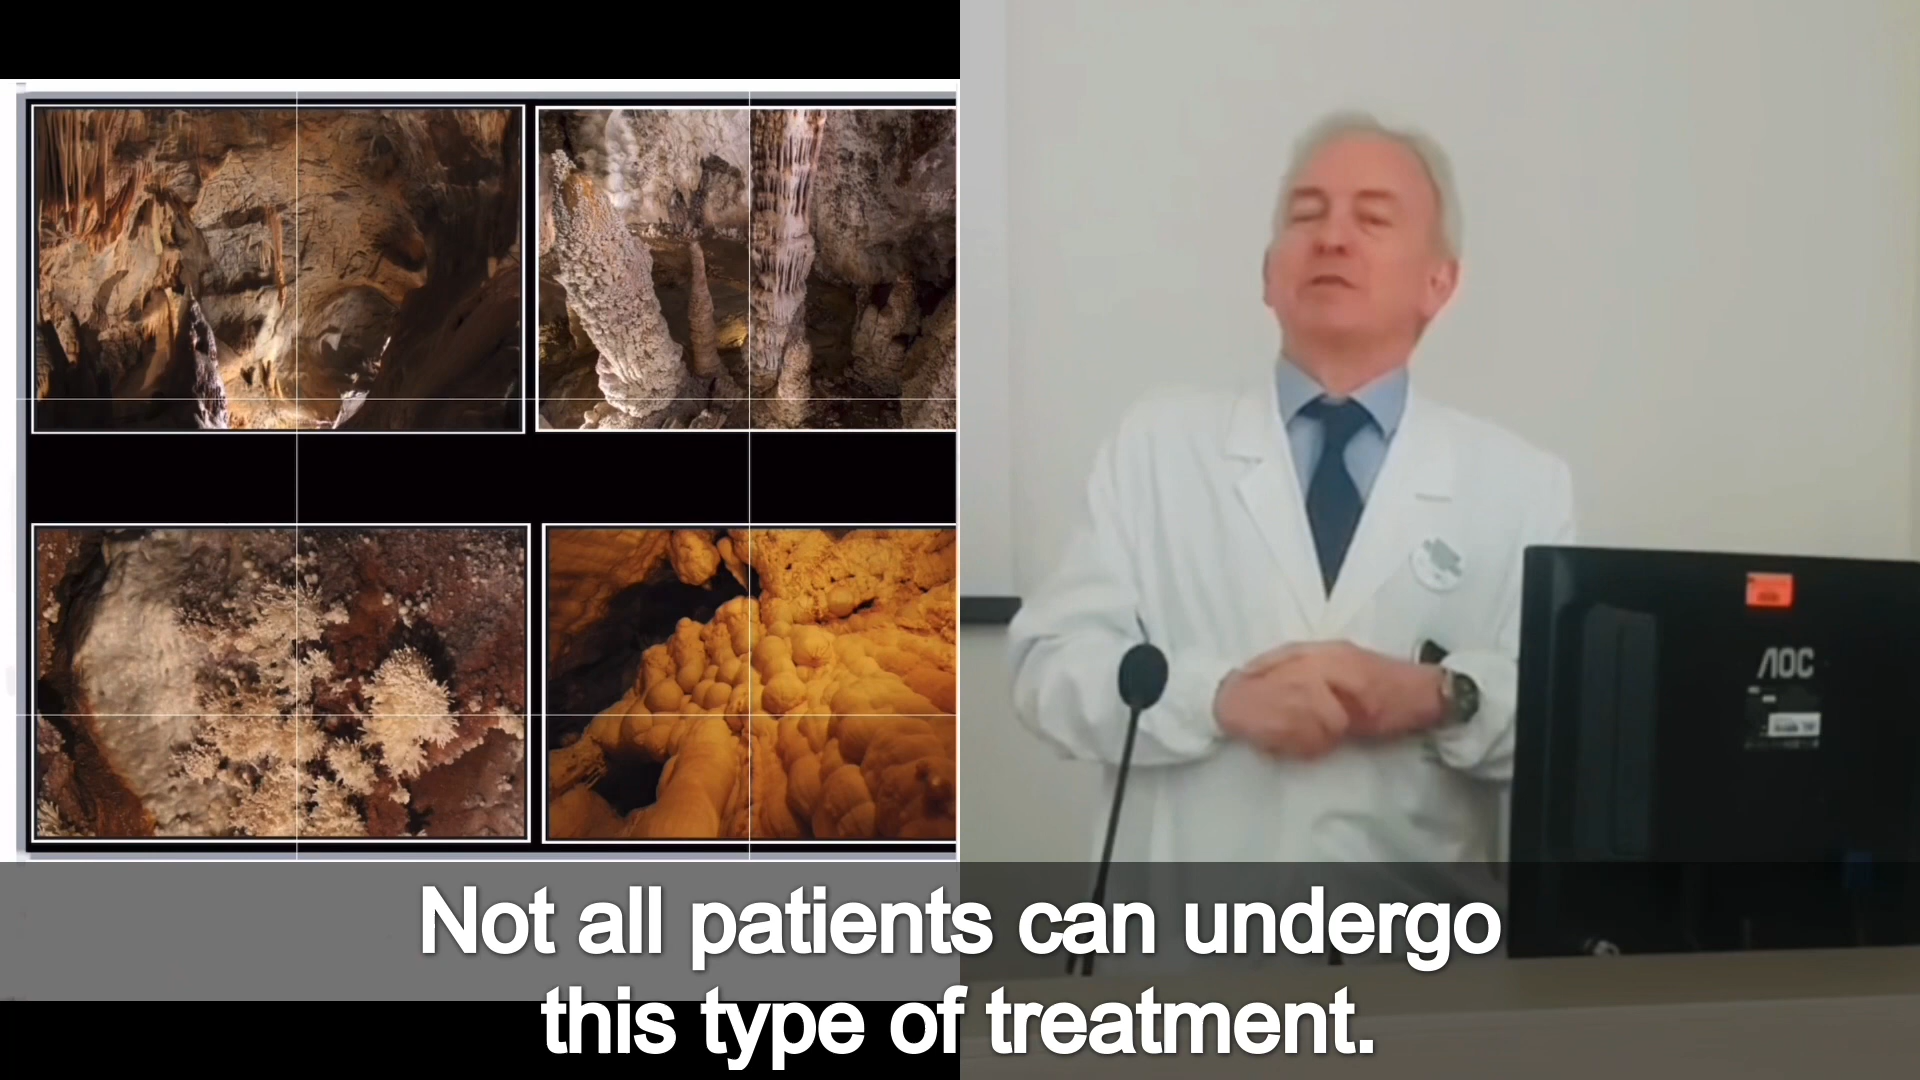 AOC
Not all patients can undergo
this type of treatment.